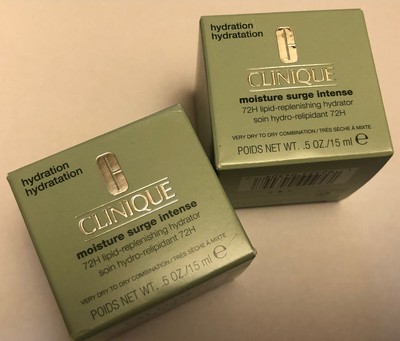 hydration
hydratation
CLINIQUE
moisture surge intense
72H lipid-replenishing hydrator
soin hydro-relipidant 72H
VERY DRY TO DRY COMBINATION / TRÈS SÈCHE À MIXTE
POIDS NET WT. .5 OZ/15 ml e
hydration
hydratation
CLINIQUE
moisture surge intense
72H lipid-replenishing hydrator
soin hydro-relipidant 72H
VERY DRY TO DRY COMBINATION / TRÈS SÈCHE À MIXTE
POIDS NET WT. .5 OZ/15 ml e